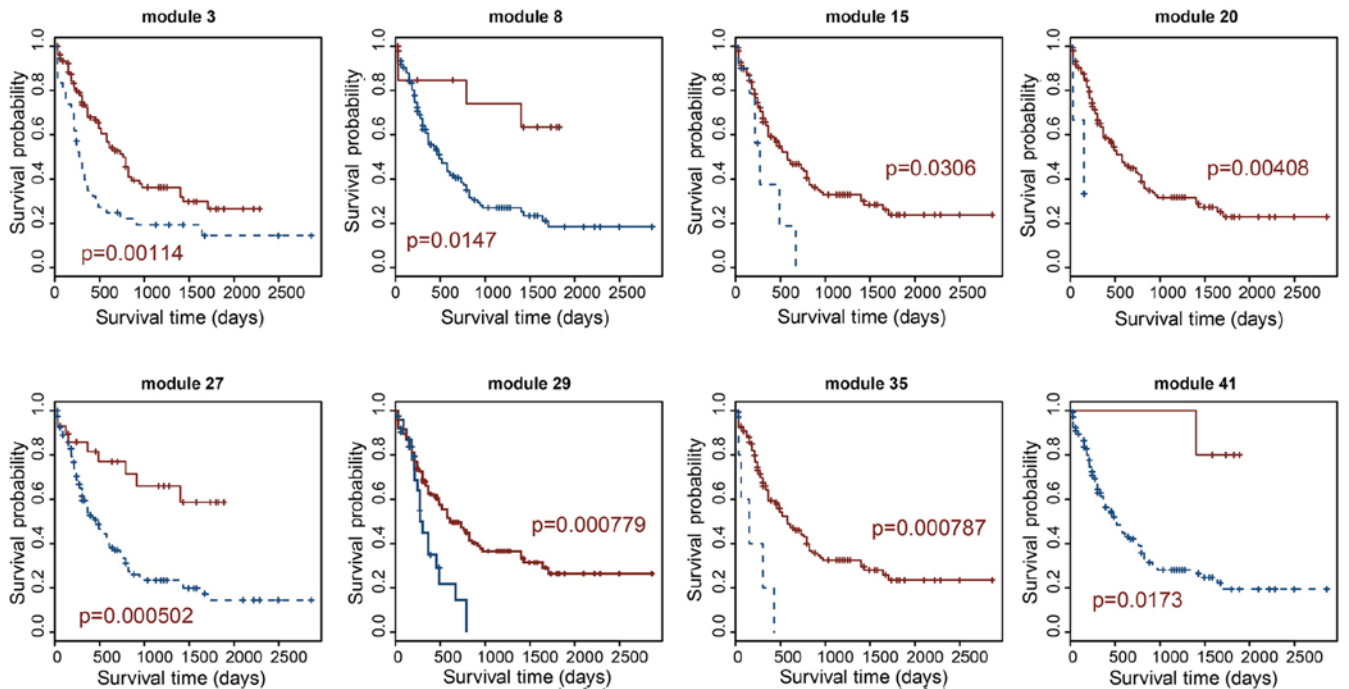 module 3
module 8
module 15
module 20
Survival probability
0.0 0.2 0.4 0.6 0.8 1.0
p=0.00114
0 500 1000 1500 2000 2500
Survival time (days)
Survival probability
0.0 0.2 0.4 0.6 0.8 1.0
p=0.0147
0 500 1000 1500 2000 2500
Survival time (days)
Survival probability
0.0 0.2 0.4 0.6 0.8 1.0
p=0.0306
0 500 1000 1500 2000 2500
Survival time (days)
Survival probability
0.0 0.2 0.4 0.6 0.8 1.0
p=0.00408
0 500 1000 1500 2000 2500
Survival time (days)
module 27
module 29
module 35
module 41
Survival probability
0.0 0.2 0.4 0.6 0.8 1.0
p=0.000502
0 500 1000 1500 2000 2500
Survival time (days)
Survival probability
0.0 0.2 0.4 0.6 0.8 1.0
p=0.000779
0 500 1000 1500 2000 2500
Survival time (days)
Survival probability
0.0 0.2 0.4 0.6 0.8 1.0
p=0.000787
0 500 1000 1500 2000 2500
Survival time (days)
Survival probability
0.0 0.2 0.4 0.6 0.8 1.0
p=0.0173
0 500 1000 1500 2000 2500
Survival time (days)